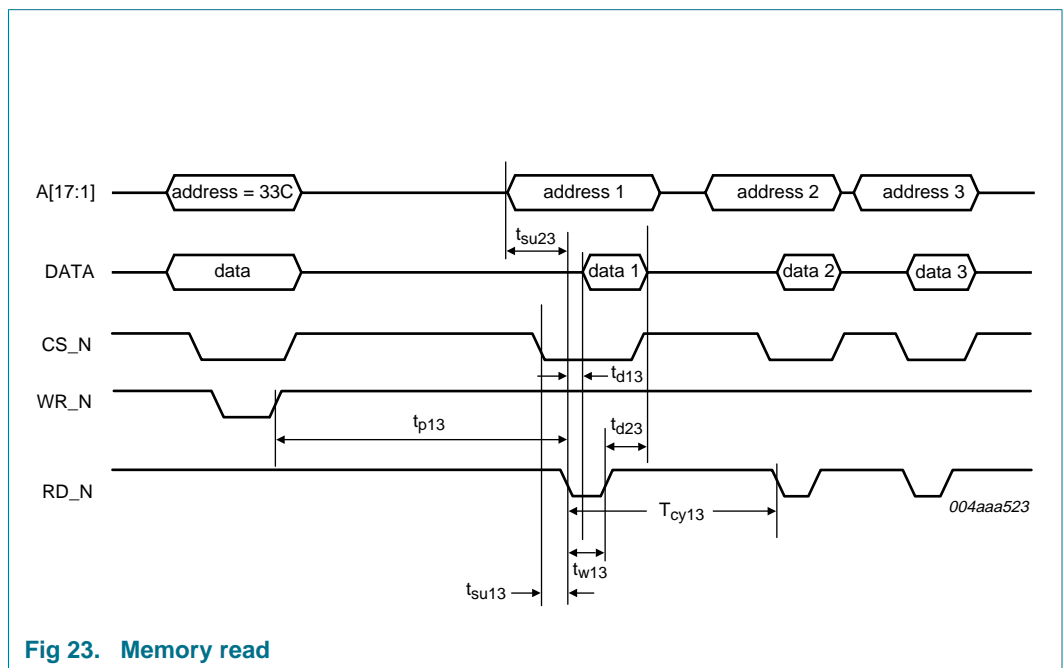 A[17:1]
address = 33C
address 1
address 2
address 3
tsu23
DATA
data
data 1
data 2
data 3
CS_N
td13
WR_N
tp13
td23
RD_N
004aaa523
Tcy13
tw13
tsu13
Fig 23. Memory read